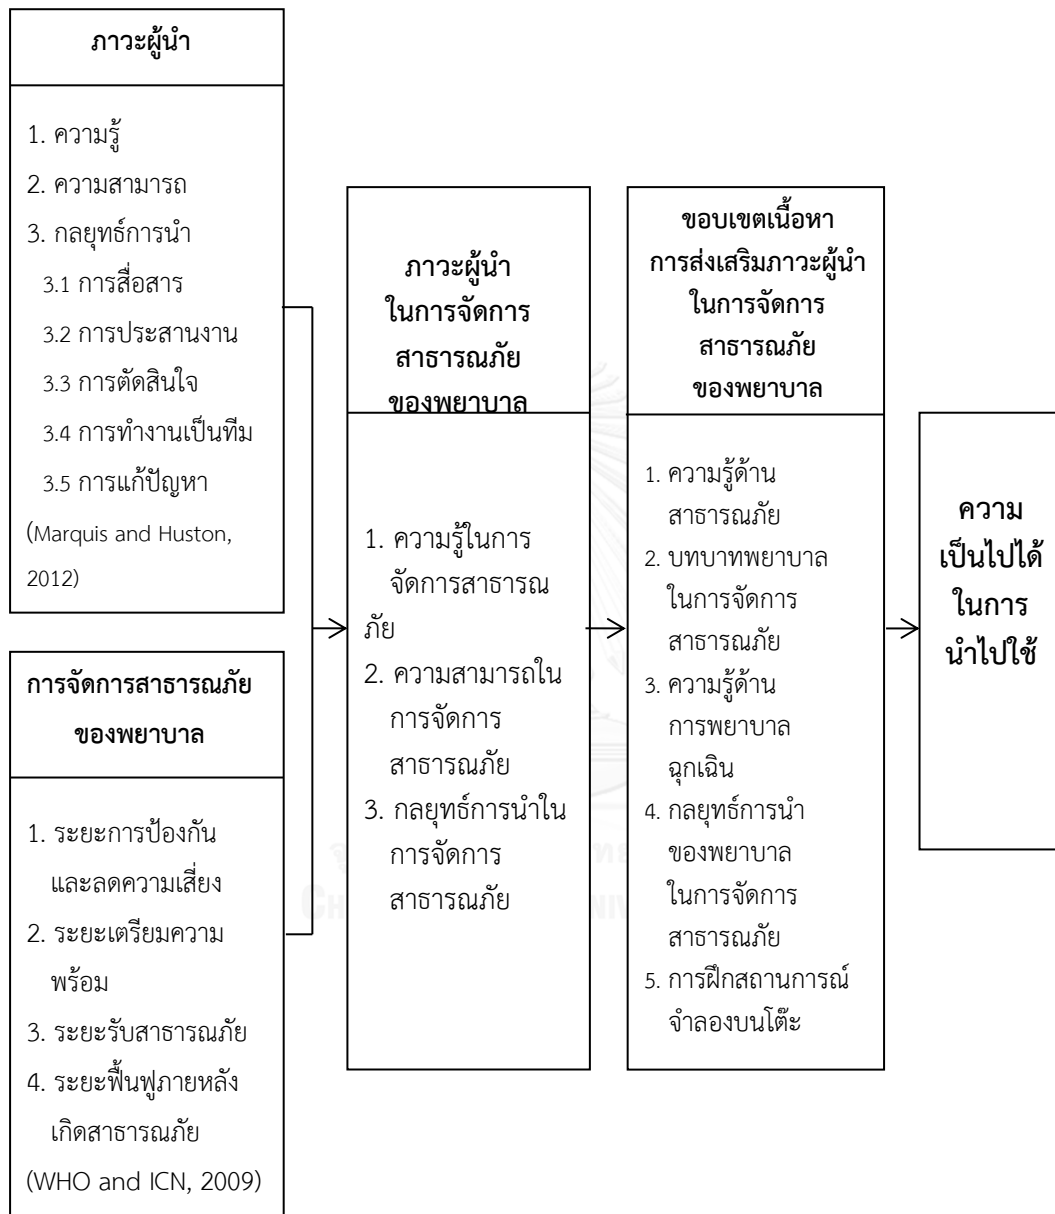 ภาวะผู้นำ
1. ความรู้
2. ความสามารถ
3. กลยุทธ์การนำ
3.1 การสื่อสาร
3.2 การประสานงาน
3.3 การตัดสินใจ
3.4 การทำงานเป็นทีม
3.5 การแก้ปัญหา
(Marquis and Huston,
2012)
การจัดการสาธารณภัย
ของพยาบาล
1. ระยะการป้องกัน
และลดความเสี่ยง
2. ระยะเตรียมความ
พร้อม
3. ระยะรับสาธารณภัย
4. ระยะฟื้นฟูภายหลัง
เกิดสาธารณภัย
(WHO and ICN, 2009)
ภาวะผู้นำ
ในการจัดการ
สาธารณภัย
ของพยาบาล
1. ความรู้ในการ
จัดการสาธารณ
ภัย
2. ความสามารถใน
การจัดการ
สาธารณภัย
3. กลยุทธ์การนำใน
การจัดการ
สาธารณภัย
ขอบเขตเนื้อหา
การส่งเสริมภาวะผู้นำ
ในการจัดการ
สาธารณภัย
ของพยาบาล
1. ความรู้ด้าน
สาธารณภัย
2. บทบาทพยาบาล
ในการจัดการ
สาธารณภัย
3. ความรู้ด้าน
การพยาบาล
ฉุกเฉิน
4. กลยุทธ์การนำ
ของพยาบาล
ในการจัดการ
สาธารณภัย
5. การฝึกสถานการณ์
จำลองบนโต๊ะ
ความ
เป็นไปได้
ในการ
นำไปใช้